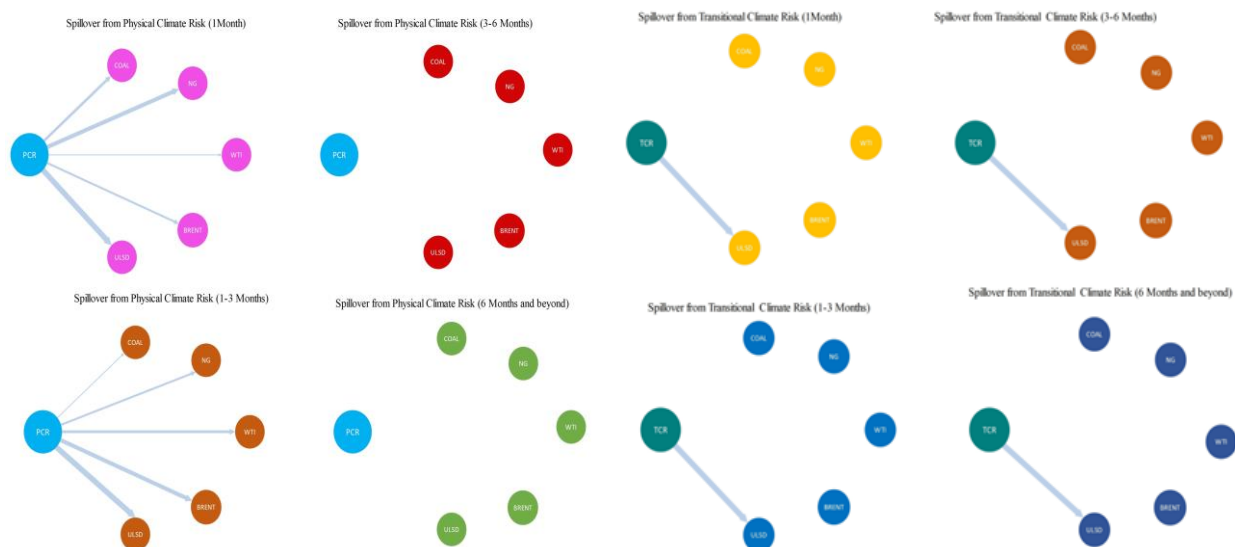 Spillover from Physical Climate Risk (1Month)
COAL
NG
PCR
WTI
BRENT
ULSD
Spillover from Physical Climate Risk (3-6 Months)
COAL
NG
PCR
WTI
BRENT
ULSD
Spillover from Transitional Climate Risk (1Month)
COAL
NG
TCR
WTI
BRENT
ULSD
Spillover from Transitional Climate Risk (3-6 Months)
COAL
NG
TCR
WTI
BRENT
ULSD
Spillover from Physical Climate Risk (1-3 Months)
COAL
NG
PCR
WTI
BRENT
ULSD
Spillover from Physical Climate Risk (6 Months and beyond)
COAL
NG
PCR
WTI
BRENT
ULSD
Spillover from Transitional Climate Risk (1-3 Months)
COAL
NG
TCR
WTI
BRENT
ULSD
Spillover from Transitional Climate Risk (6 Months and beyond)
COAL
NG
TCR
WTI
BRENT
ULSD